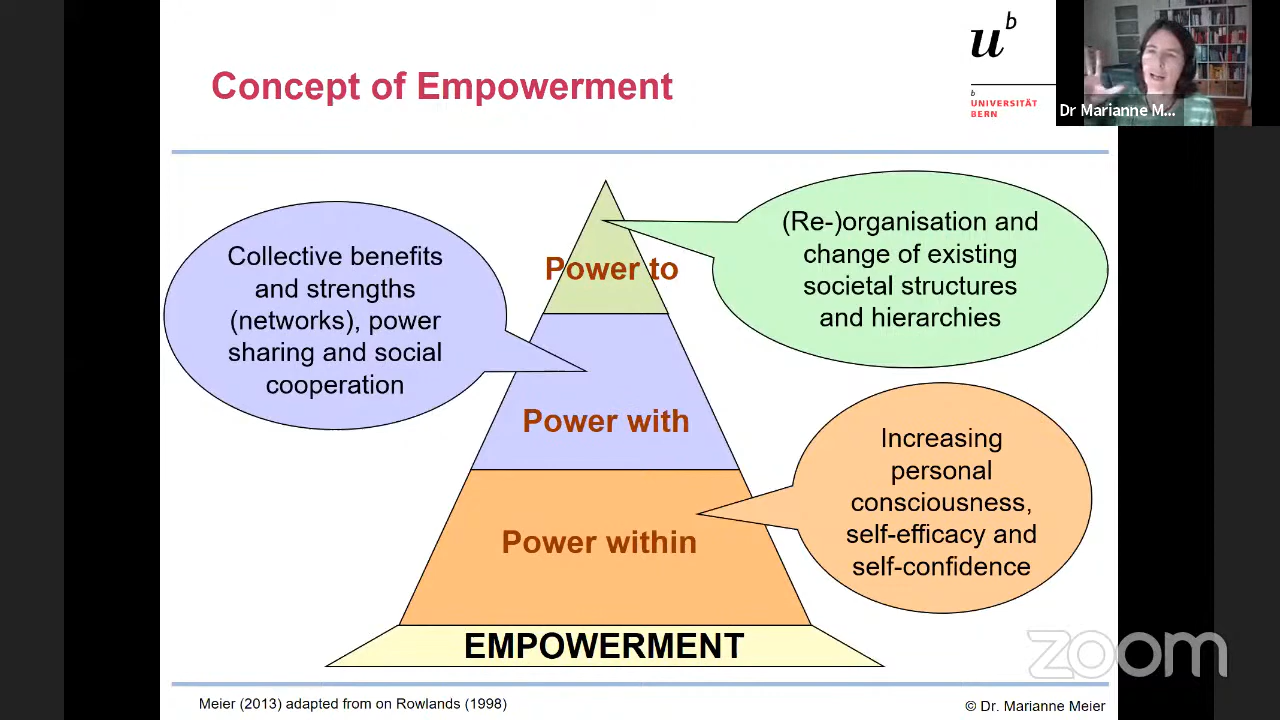 Concept of Empowerment
u
b
b
UNIVERSITÄT
BERN
Dr Marianne M...
Collective benefits
and strengths
(networks), power
sharing and social
cooperation
Power to
(Re-)organisation and
change of existing
societal structures
and hierarchies
Power with
Increasing
personal
consciousness,
self-efficacy and
self-confidence
Power within
EMPOWERMENT
zoom
Meier (2013) adapted from on Rowlands (1998)
© Dr. Marianne Meier